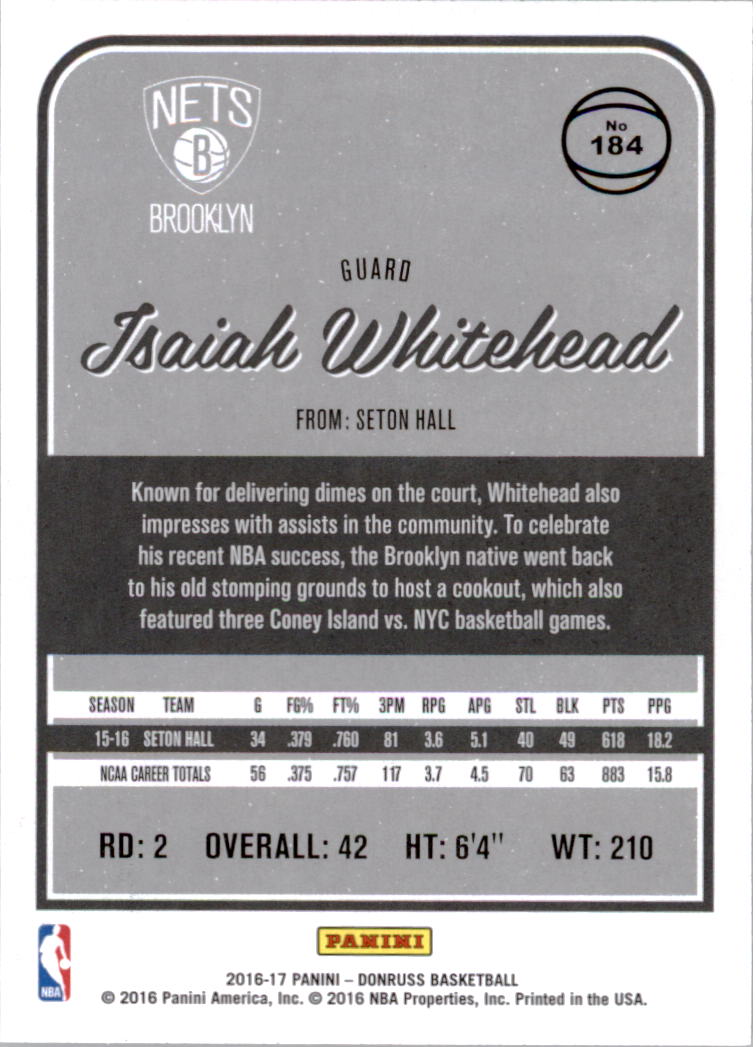 NETS
B
BROOKLYN
No
184
GUARD
Isaiah Whitehead
FROM: SETON HALL
Known for delivering dimes on the court, Whitehead also
impresses with assists in the community. To celebrate
his recent NBA success, the Brooklyn native went back
to his old stomping grounds to host a cookout, which also
featured three Coney Island vs. NYC basketball games.
SEASON TEAM G FG% FT% 3PM RPG APG STL BLK PTS PPG
15-16 SETON HALL 34 .379 .760 81 3.6 5.1 40 49 618 18.2
NCAA CAREER TOTALS 56 .375 .757 117 3.7 4.5 70 63 883 15.8
RD: 2 OVERALL: 42 HT: 6'4" WT: 210
NBA
PANINI
2016-17 PANINI – DONRUSS BASKETBALL
© 2016 Panini America, Inc. © 2016 NBA Properties, Inc. Printed in the USA.